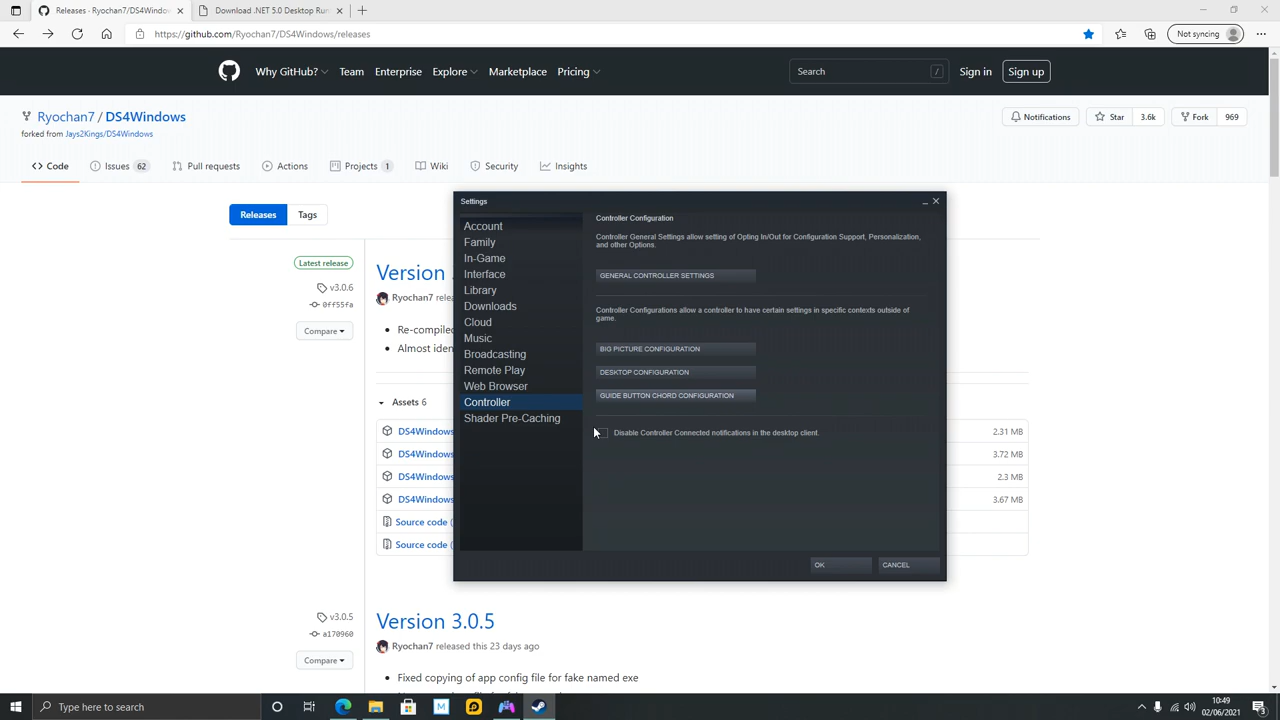 Releases - Ryochan7/DS4Window
Download .NET 5.0 Desktop Run
https://github.com/Ryochan7/DS4Windows/releases
Not syncing
Why GitHub?
Team
Enterprise
Explore
Marketplace
Pricing
Search
/
Sign in
Sign up
Ryochan7 / DS4Windows
forked from Jays2Kings/DS4Windows
Notifications
Star 3.6k
Fork 969
Code
Issues 62
Pull requests
Actions
Projects 1
Wiki
Security
Insights
Releases
Tags
Latest release
v3.0.6
0ff55fa
Compare
Version
Ryochan7 relea
Re-compiled
Almost iden
Assets 6
DS4Windows
2.31 MB
DS4Windows
3.72 MB
DS4Windows
2.3 MB
DS4Windows
3.67 MB
Source code (
Source code (
Settings
Account
Family
In-Game
Interface
Library
Downloads
Cloud
Music
Broadcasting
Remote Play
Web Browser
Controller
Shader Pre-Caching
Controller Configuration
Controller General Settings allow setting of Opting In/Out for Configuration Support, Personalization,
and other Options.
GENERAL CONTROLLER SETTINGS
Controller Configurations allow a controller to have certain settings in specific contexts outside of
game.
BIG PICTURE CONFIGURATION
DESKTOP CONFIGURATION
GUIDE BUTTON CHORD CONFIGURATION
Disable Controller Connected notifications in the desktop client.
OK
CANCEL
v3.0.5
a170960
Compare
Version 3.0.5
Ryochan7 released this 23 days ago
Fixed copying of app config file for fake named exe
Type here to search
10:49
02/06/2021
3